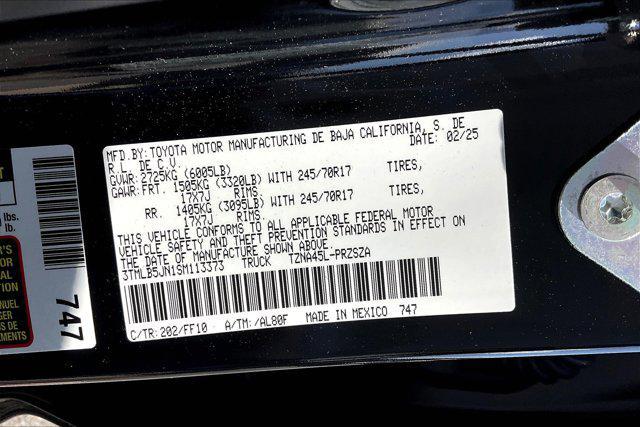 MFD.BY:TOYOTA MOTOR MANUFACTURING DE BAJA CALIFORNIA, S. DE
R.L. DE C.V. DATE: 02/25
GVWR: 2725KG (6005LB)
GAWR:FRT. 1505KG (3320LB) WITH 245/70R17 TIRES,
17X7J RIMS.
RR. 1405KG (3095LB) WITH 245/70R17 TIRES,
17X7J RIMS.
THIS VEHICLE CONFORMS TO ALL APPLICABLE FEDERAL MOTOR
VEHICLE SAFETY AND THEFT PREVENTION STANDARDS IN EFFECT ON
THE DATE OF MANUFACTURE SHOWN ABOVE.
3TMLB5JN1SM113373 TRUCK TZNA45L-PRZSZA
C/TR:202/FF10 A/TM:/AL80F MADE IN MEXICO 747
lbs.
lb.
747